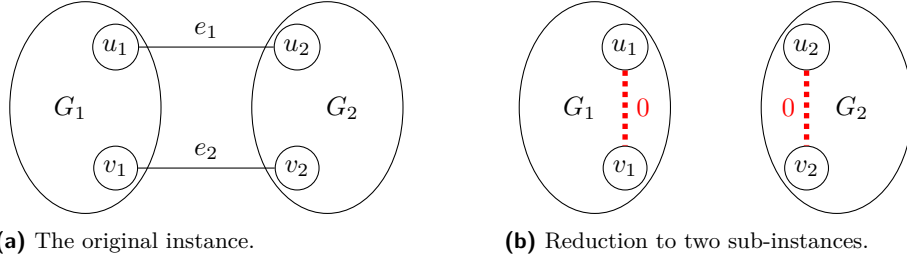 u1 e1 u2
G1 G2
v1 e2 v2
(a) The original instance.
u1 u2
G1 0 0 G2
v1 v2
(b) Reduction to two sub-instances.